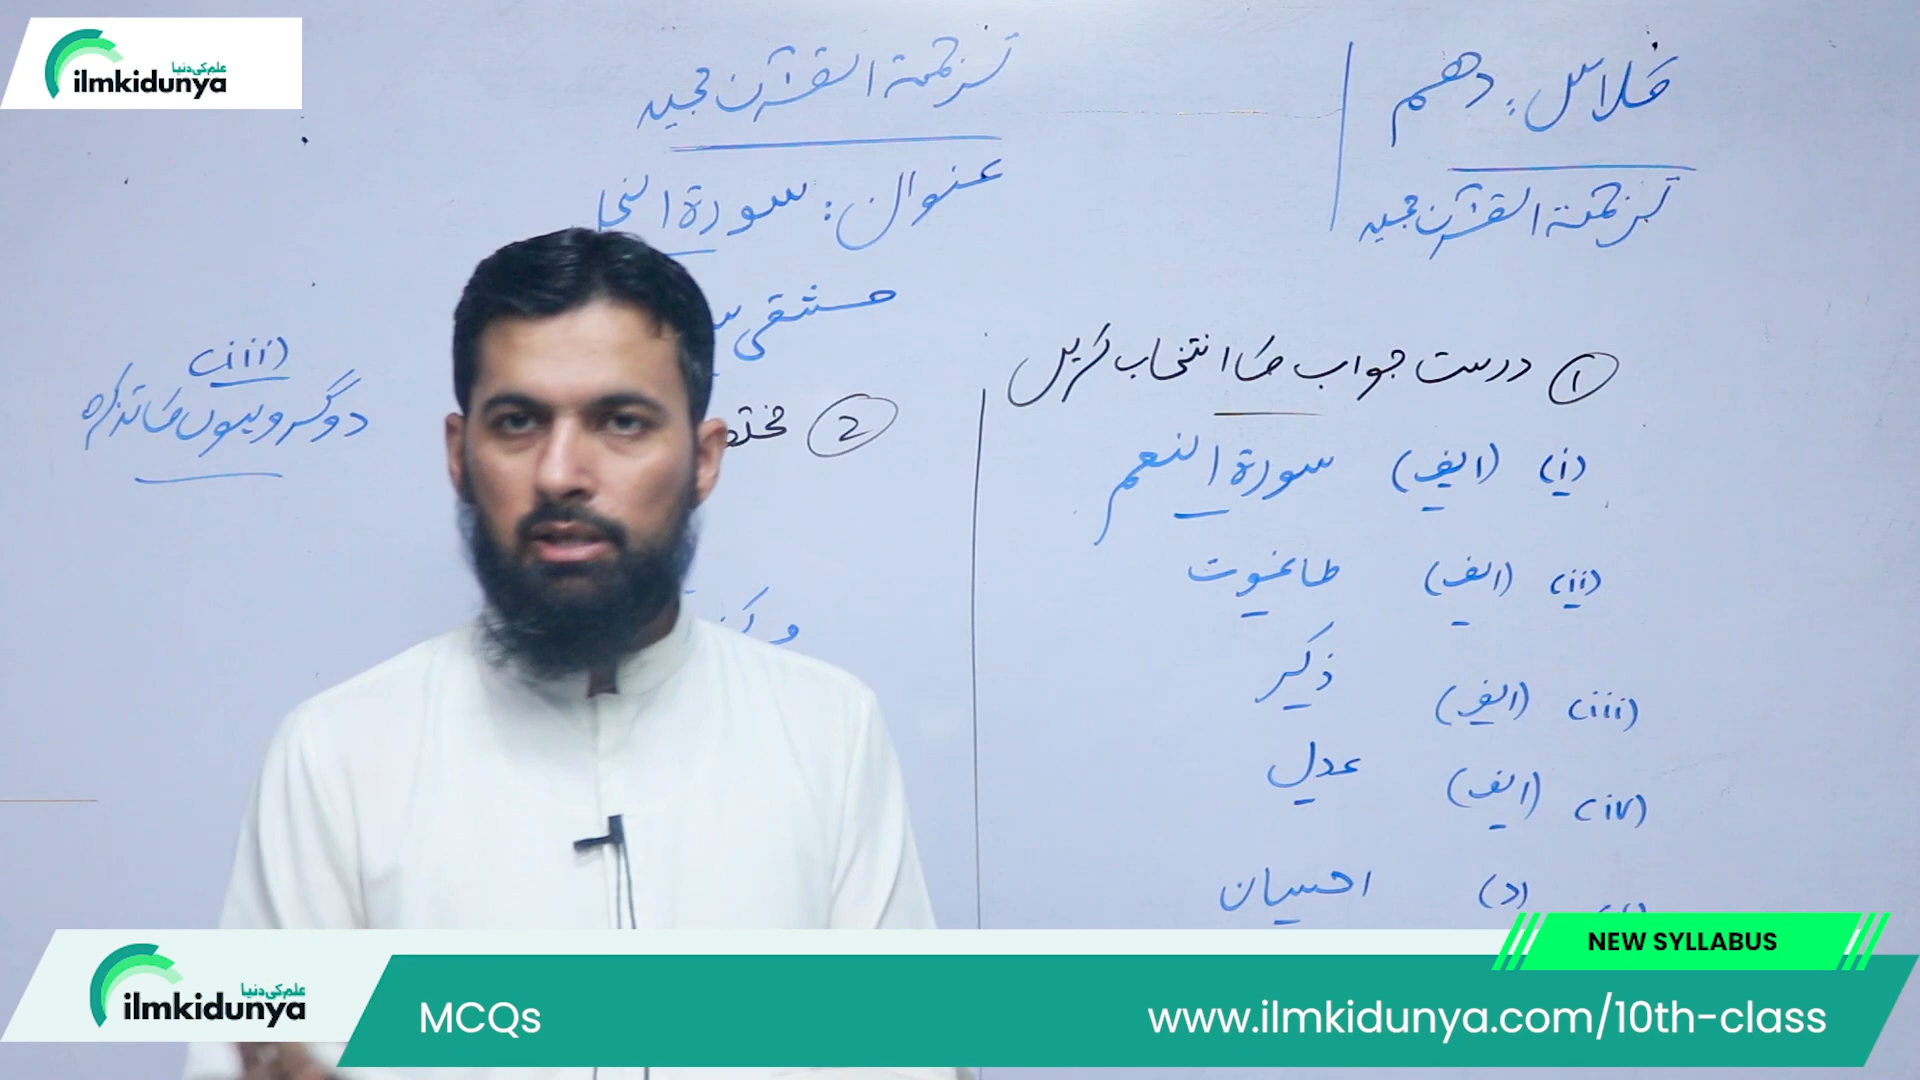 علم کی دنیا
ilmkidunya
کلاس: دھم
ترجمۃ القرآن مجید
ترجمۃ القرآن مجید
عنوان: سورۃ النحل
مشقی
① درست جواب کا انتخاب کریں
(i) (الف) سورۃ النعم
(ii) (الف) طاغوت
(iii) (الف) ذکر
(iv) (الف) عدل
(د) احسان
②
(iii)
دو گروہوں کا تذکرہ
NEW SYLLABUS
علم کی دنیا
ilmkidunya
MCQs
www.ilmkidunya.com/10th-class